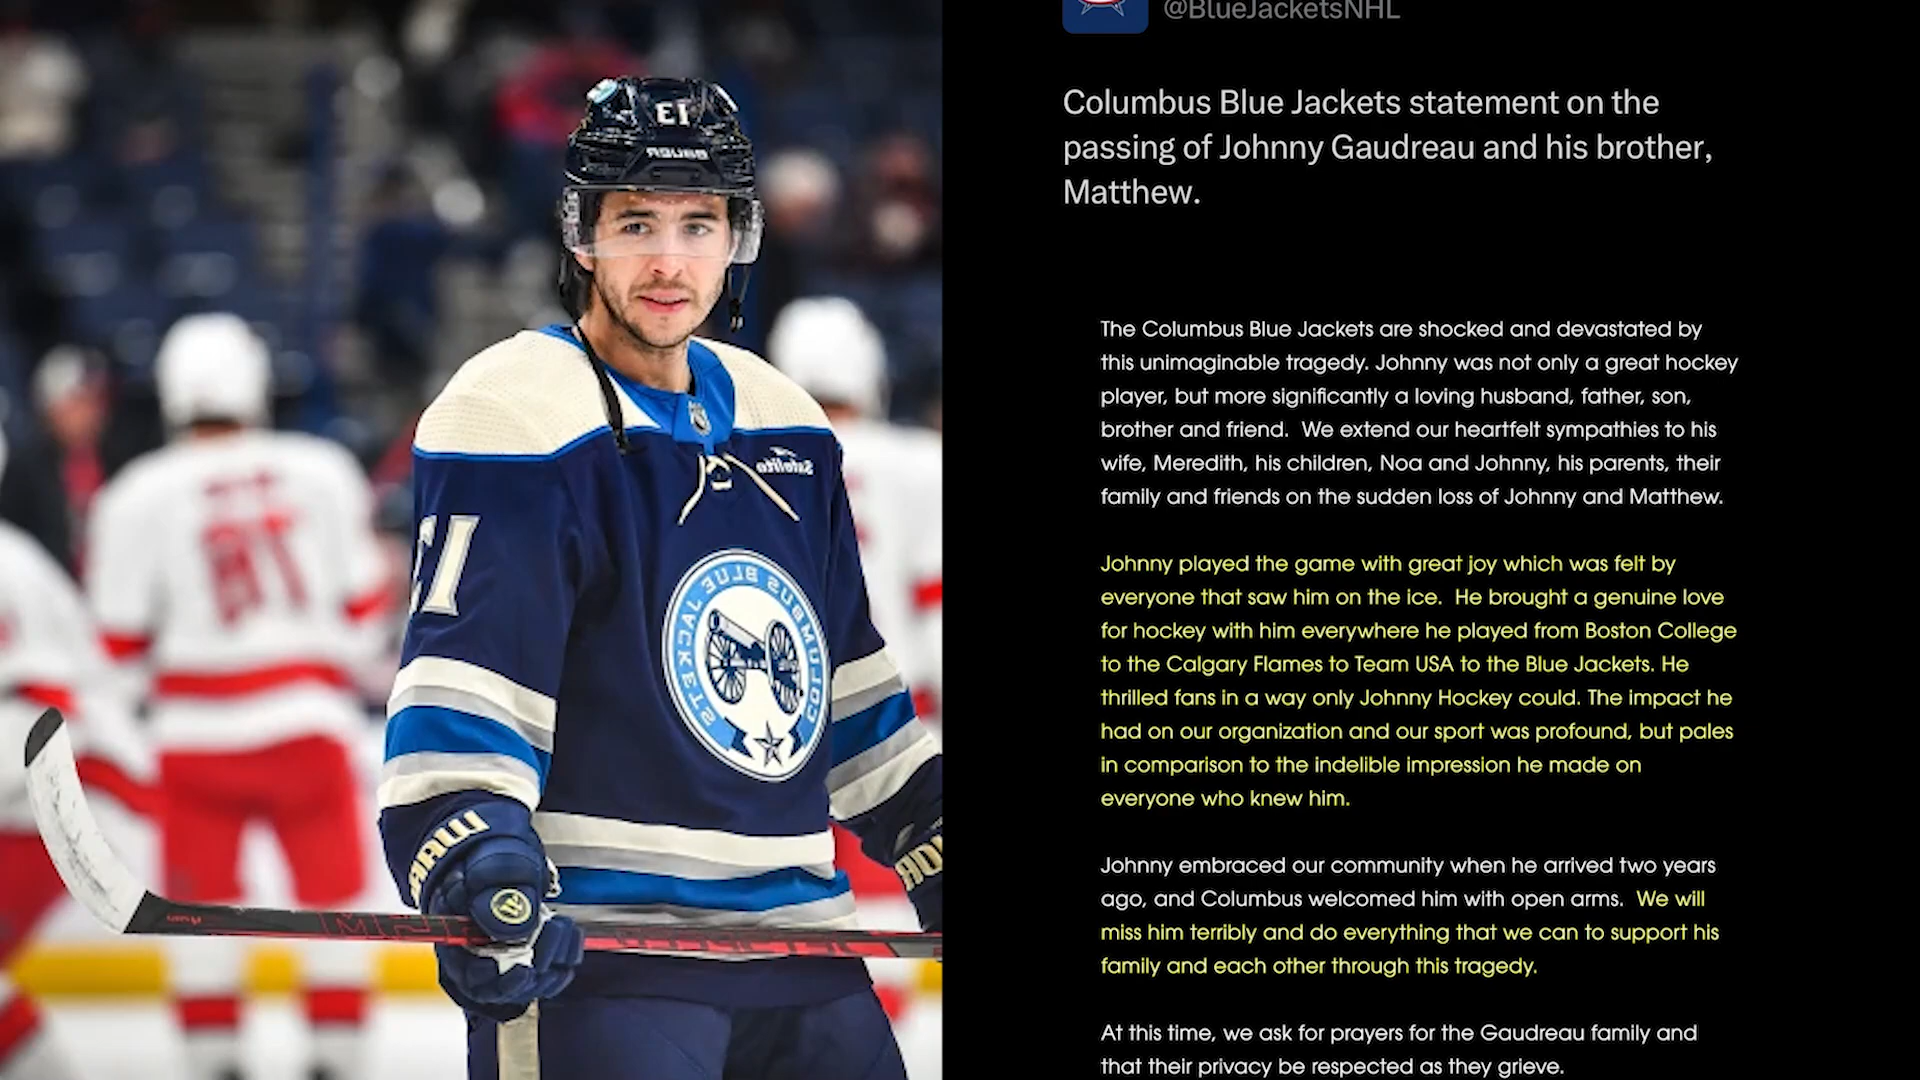 @BlueJacketsNHL
Columbus Blue Jackets statement on the
passing of Johnny Gaudreau and his brother,
Matthew.
The Columbus Blue Jackets are shocked and devastated by
this unimaginable tragedy. Johnny was not only a great hockey
player, but more significantly a loving husband, father, son,
brother and friend.  We extend our heartfelt sympathies to his
wife, Meredith, his children, Noa and Johnny, his parents, their
family and friends on the sudden loss of Johnny and Matthew.
Johnny played the game with great joy which was felt by
everyone that saw him on the ice.  He brought a genuine love
for hockey with him everywhere he played from Boston College
to the Calgary Flames to Team USA to the Blue Jackets. He
thrilled fans in a way only Johnny Hockey could. The impact he
had on our organization and our sport was profound, but pales
in comparison to the indelible impression he made on
everyone who knew him.
Johnny embraced our community when he arrived two years
ago, and Columbus welcomed him with open arms.  We will
miss him terribly and do everything that we can to support his
family and each other through this tragedy.
At this time, we ask for prayers for the Gaudreau family and
that their privacy be respected as they grieve.
13
13
COLUMBUS BLUE JACKETS